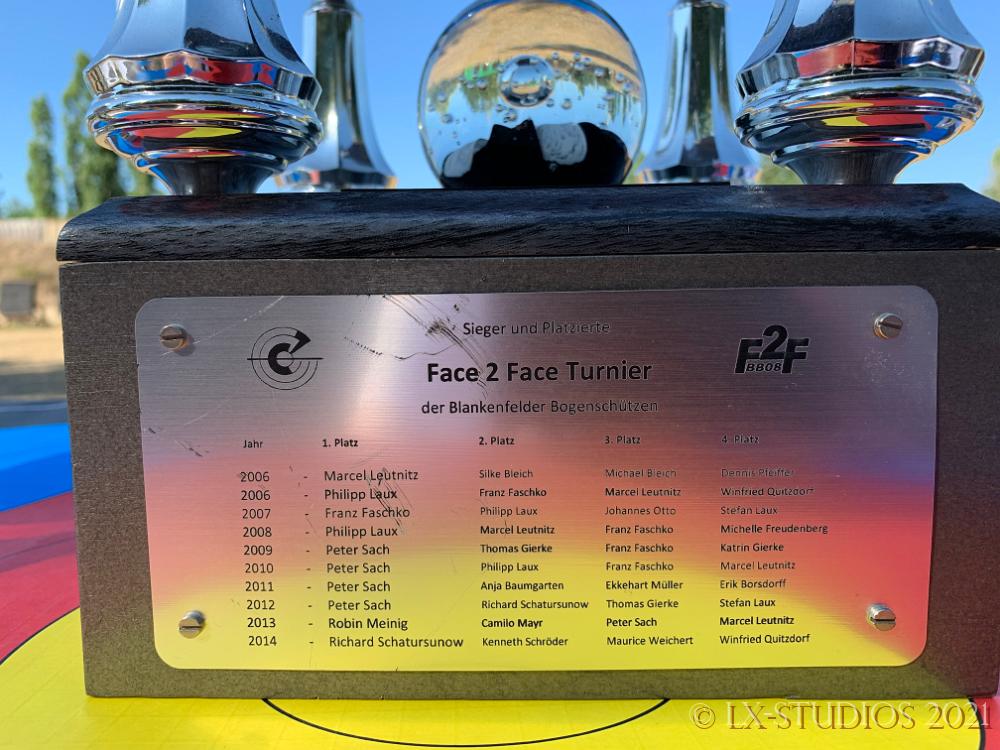 Sieger und Platzierte
Face 2 Face Turnier
F2F
BB08
der Blankenfelder Bogenschützen
Jahr 1. Platz 2. Platz 3. Platz 4. Platz
2006 - Marcel Leutnitz Silke Bleich Michael Bleich Dennis Pfeiffer
2006 - Philipp Laux Franz Faschko Marcel Leutnitz Winfried Quitzdorf
2007 - Franz Faschko Philipp Laux Johannes Otto Stefan Laux
2008 - Philipp Laux Marcel Leutnitz Franz Faschko Michelle Freudenberg
2009 - Peter Sach Thomas Gierke Franz Faschko Katrin Gierke
2010 - Peter Sach Philipp Laux Franz Faschko Marcel Leutnitz
2011 - Peter Sach Anja Baumgarten Ekkehart Müller Erik Borsdorff
2012 - Peter Sach Richard Schatursunow Thomas Gierke Stefan Laux
2013 - Robin Meinig Camilo Mayr Peter Sach Marcel Leutnitz
2014 - Richard Schatursunow Kenneth Schröder Maurice Weichert Winfried Quitzdorf
© LX-STUDIOS 2021